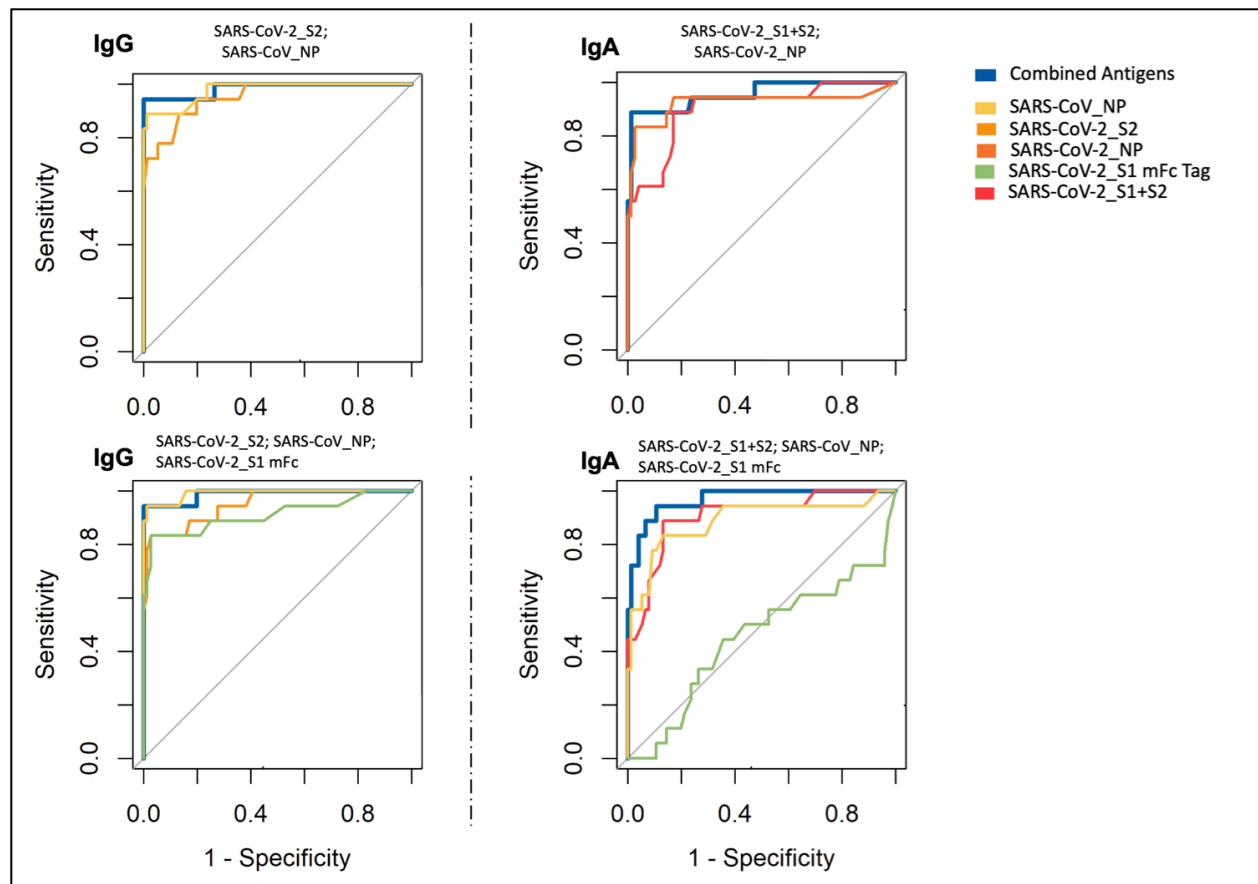 IgG
SARS-CoV-2_S2;
SARS-CoV_NP
Sensitivity
0.0 0.4 0.8
0.0 0.4 0.8
IgA
SARS-CoV-2_S1+S2;
SARS-CoV-2_NP
Sensitivity
0.0 0.4 0.8
0.0 0.4 0.8
Combined Antigens
SARS-CoV_NP
SARS-CoV-2_S2
SARS-CoV-2_NP
SARS-CoV-2_S1 mFc Tag
SARS-CoV-2_S1+S2
IgG
SARS-CoV-2_S2; SARS-CoV_NP;
SARS-CoV-2_S1 mFc
Sensitivity
0.0 0.4 0.8
0.0 0.4 0.8
1 - Specificity
IgA
SARS-CoV-2_S1+S2; SARS-CoV_NP;
SARS-CoV-2_S1 mFc
Sensitivity
0.0 0.4 0.8
0.0 0.4 0.8
1 - Specificity